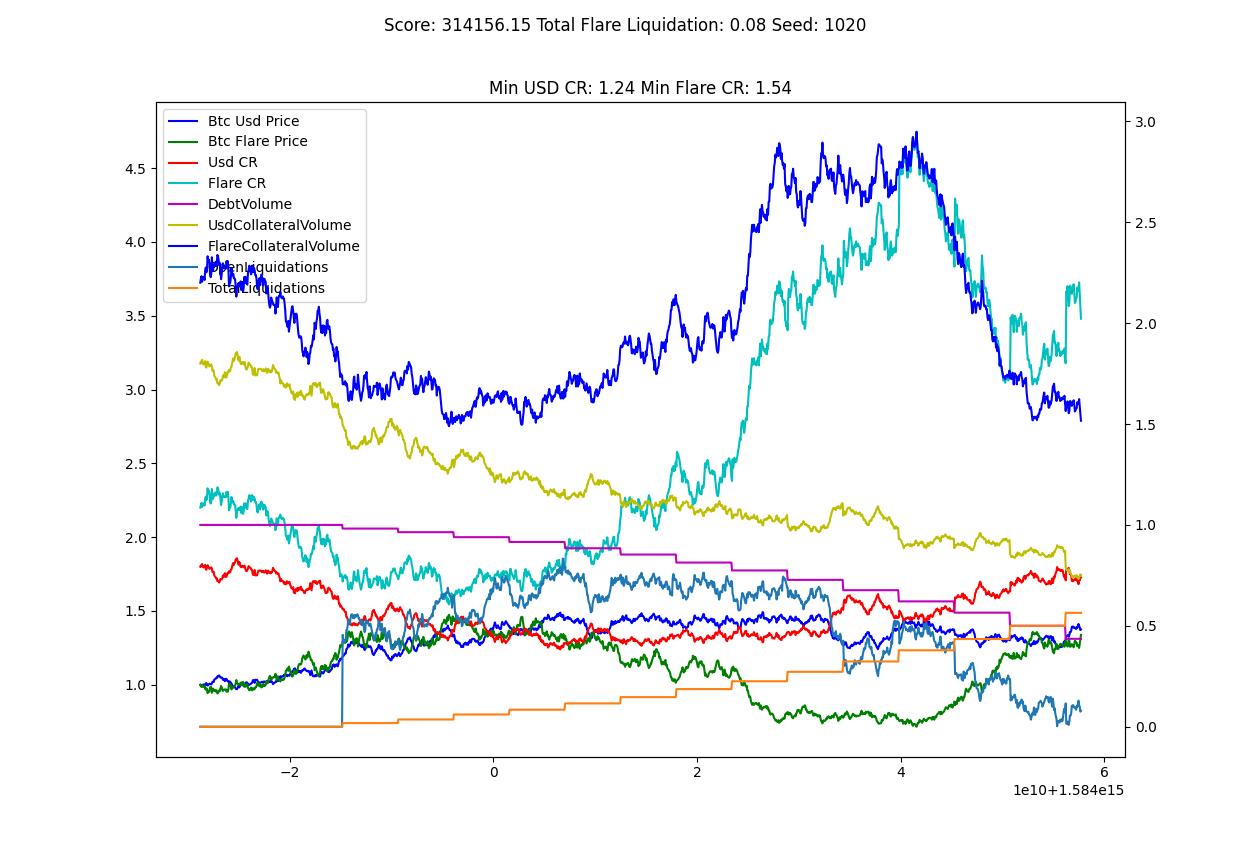 Score: 314156.15 Total Flare Liquidation: 0.08 Seed: 1020
Min USD CR: 1.24 Min Flare CR: 1.54
Btc Usd Price
Btc Flare Price
Usd CR
Flare CR
DebtVolume
UsdCollateralVolume
FlareCollateralVolume
OpenLiquidations
TotalLiquidations
4.5
4.0
3.5
3.0
2.5
2.0
1.5
1.0
3.0
2.5
2.0
1.5
1.0
0.5
0.0
−2 0 2 4 6
1e10+1.584e15